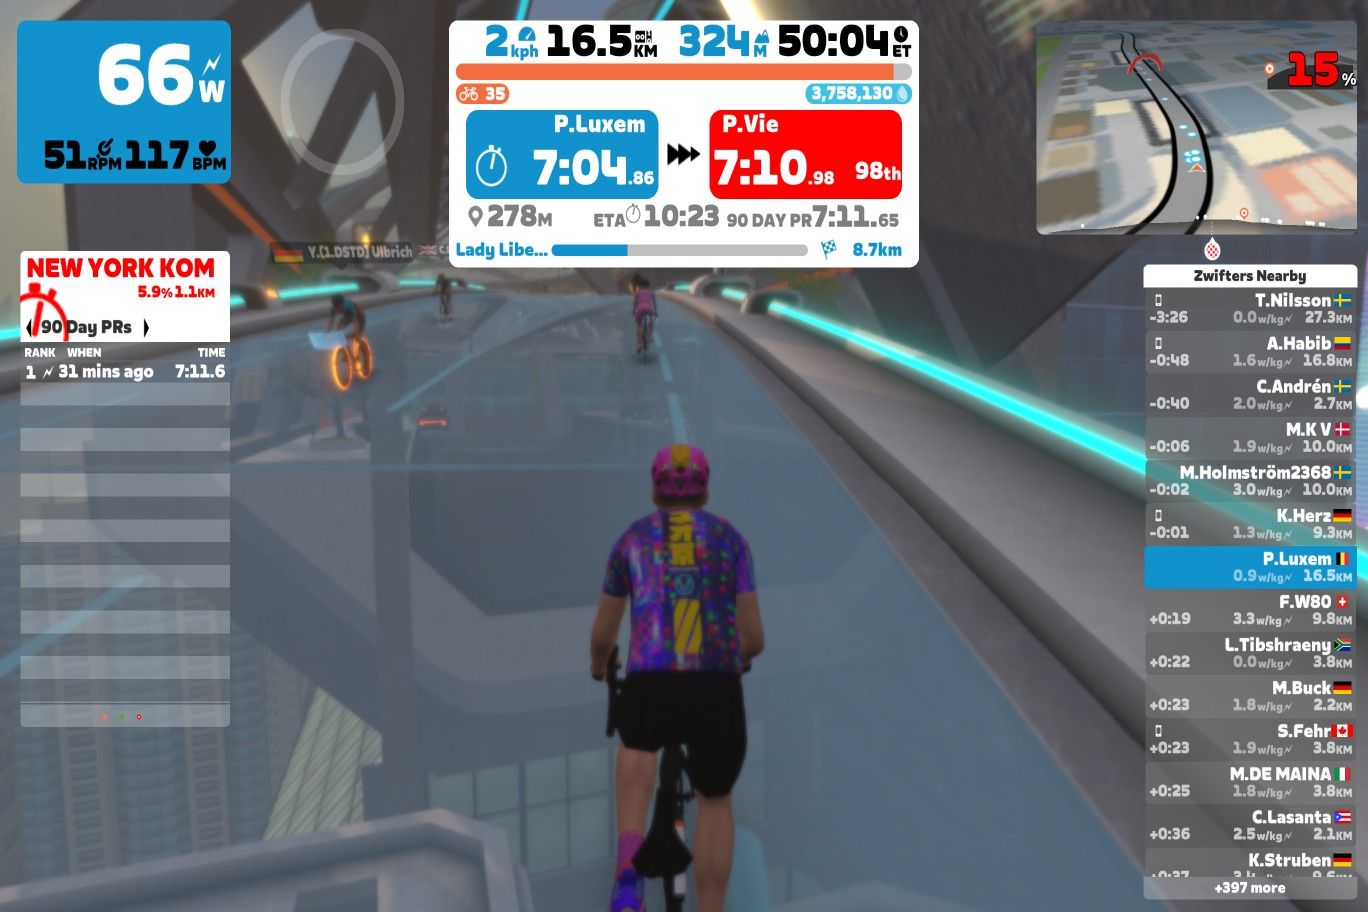 66 w
51 RPM 117 BPM
2 kph 16.5 KM 324 M 50:04 ET
35 3,758,130
P.Luxem
7:04.86
P.Vie
7:10.98 98th
278M ETA 10:23 90 DAY PR 7:11.65
Lady Libe... 8.7km
15 %
Y.(1.DSTD) Ulbrich
NEW YORK KOM
5.9% 1.1KM
90 Day PRs
RANK WHEN TIME
1 31 mins ago 7:11.6
Zwifters Nearby
T.Nilsson
-3:26 0.0w/kg 27.3KM
A.Habib
-0:48 1.6w/kg 16.8KM
C.Andrén
-0:40 2.0w/kg 2.7KM
M.K V
-0:06 1.9w/kg 10.0KM
M.Holmström2368
-0:02 3.0w/kg 10.0KM
K.Herz
-0:01 1.3w/kg 9.3KM
P.Luxem
0.9w/kg 16.5KM
F.W80
+0:19 3.3w/kg 9.8KM
L.Tibshraeny
+0:22 0.0w/kg 3.8KM
M.Buck
+0:23 1.8w/kg 2.2KM
S.Fehr
+0:23 1.9w/kg 3.8KM
M.DE MAINA
+0:25 1.8w/kg 3.8KM
C.Lasanta
+0:36 2.5w/kg 2.1KM
K.Struben
+397 more